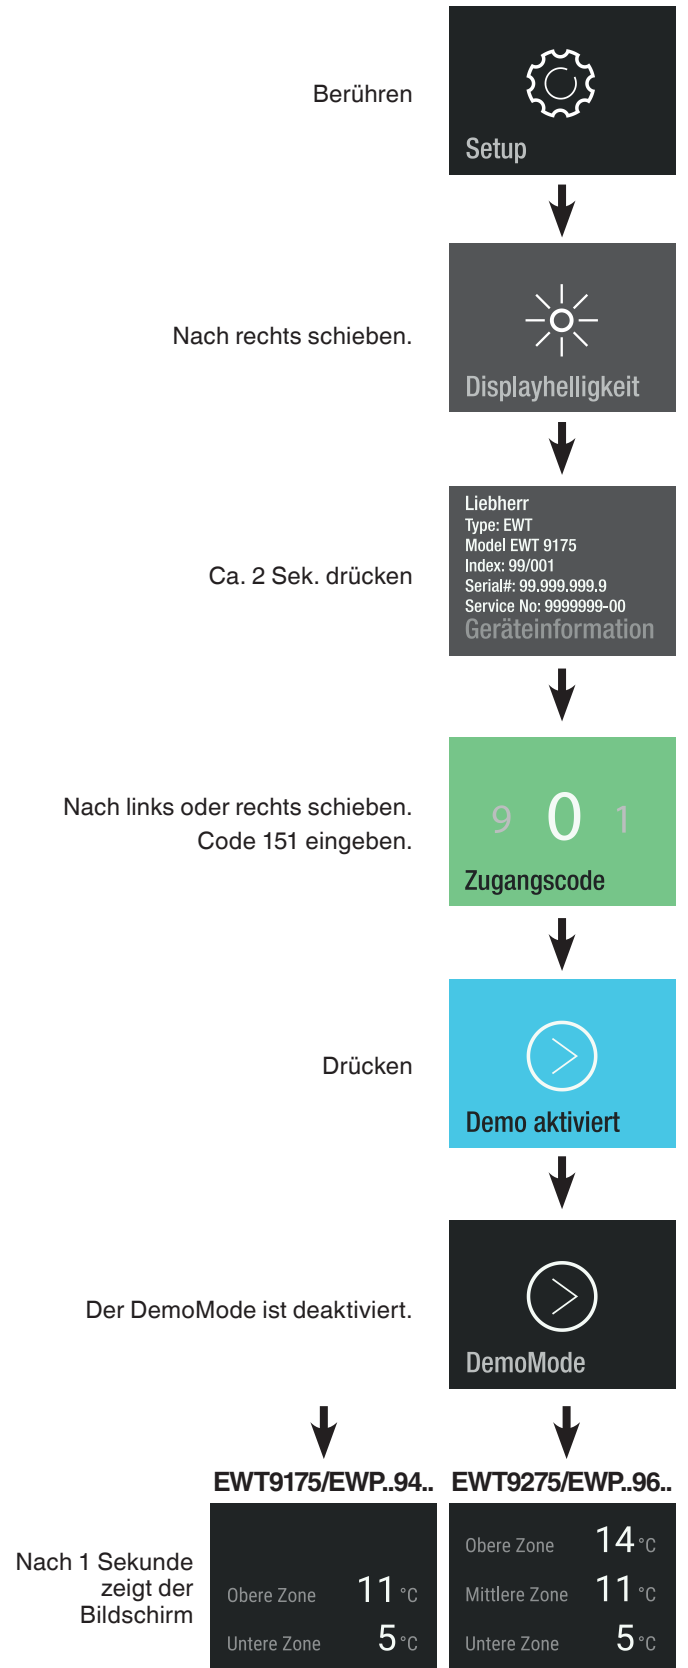 Berühren
Setup
Nach rechts schieben.
Displayhelligkeit
Ca. 2 Sek. drücken
Liebherr
Type: EWT
Model EWT 9175
Index: 99/001
Serial#: 99.999.999.9
Service No: 9999999-00
Geräteinformation
Nach links oder rechts schieben.
Code 151 eingeben.
9 0 1
Zugangscode
Drücken
Demo aktiviert
Der DemoMode ist deaktiviert.
DemoMode
EWT9175/EWP..94..
EWT9275/EWP..96..
Nach 1 Sekunde
zeigt der
Bildschirm
Obere Zone 11 °C
Untere Zone 5 °C
Obere Zone 14 °C
Mittlere Zone 11 °C
Untere Zone 5 °C